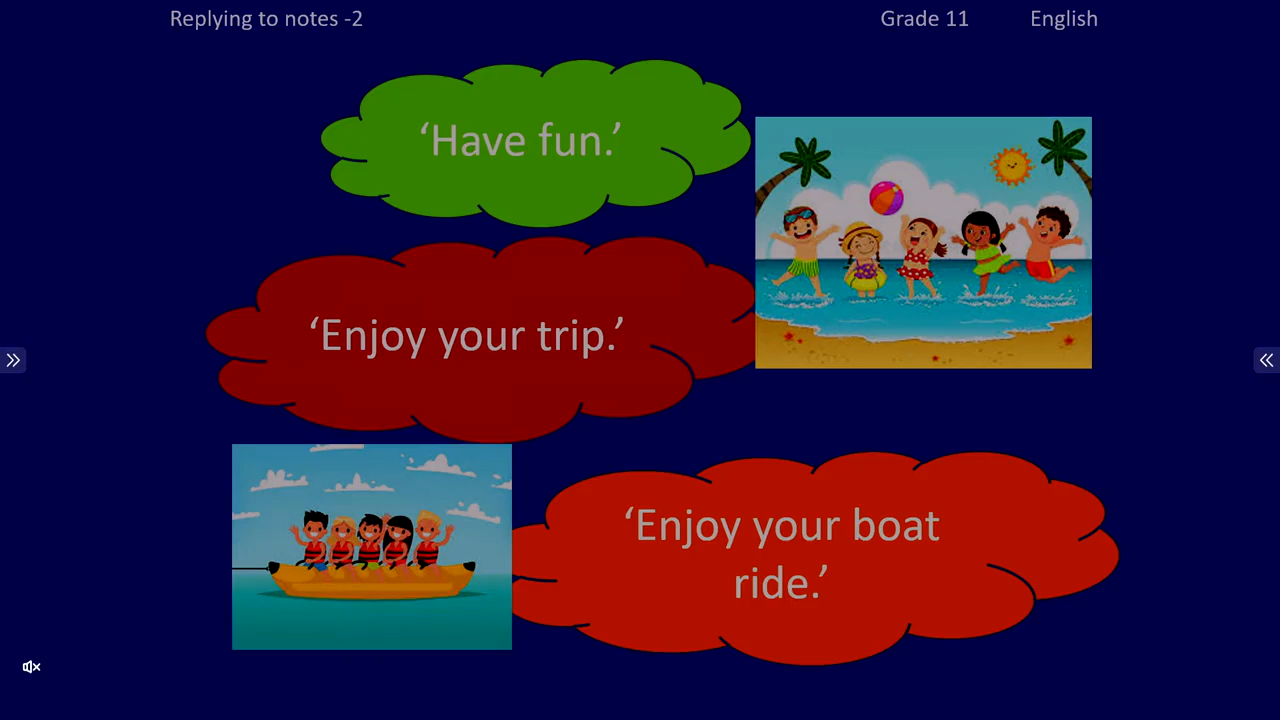 Replying to notes -2
Grade 11
English
‘Have fun.’
‘Enjoy your trip.’
‘Enjoy your boat
ride.’